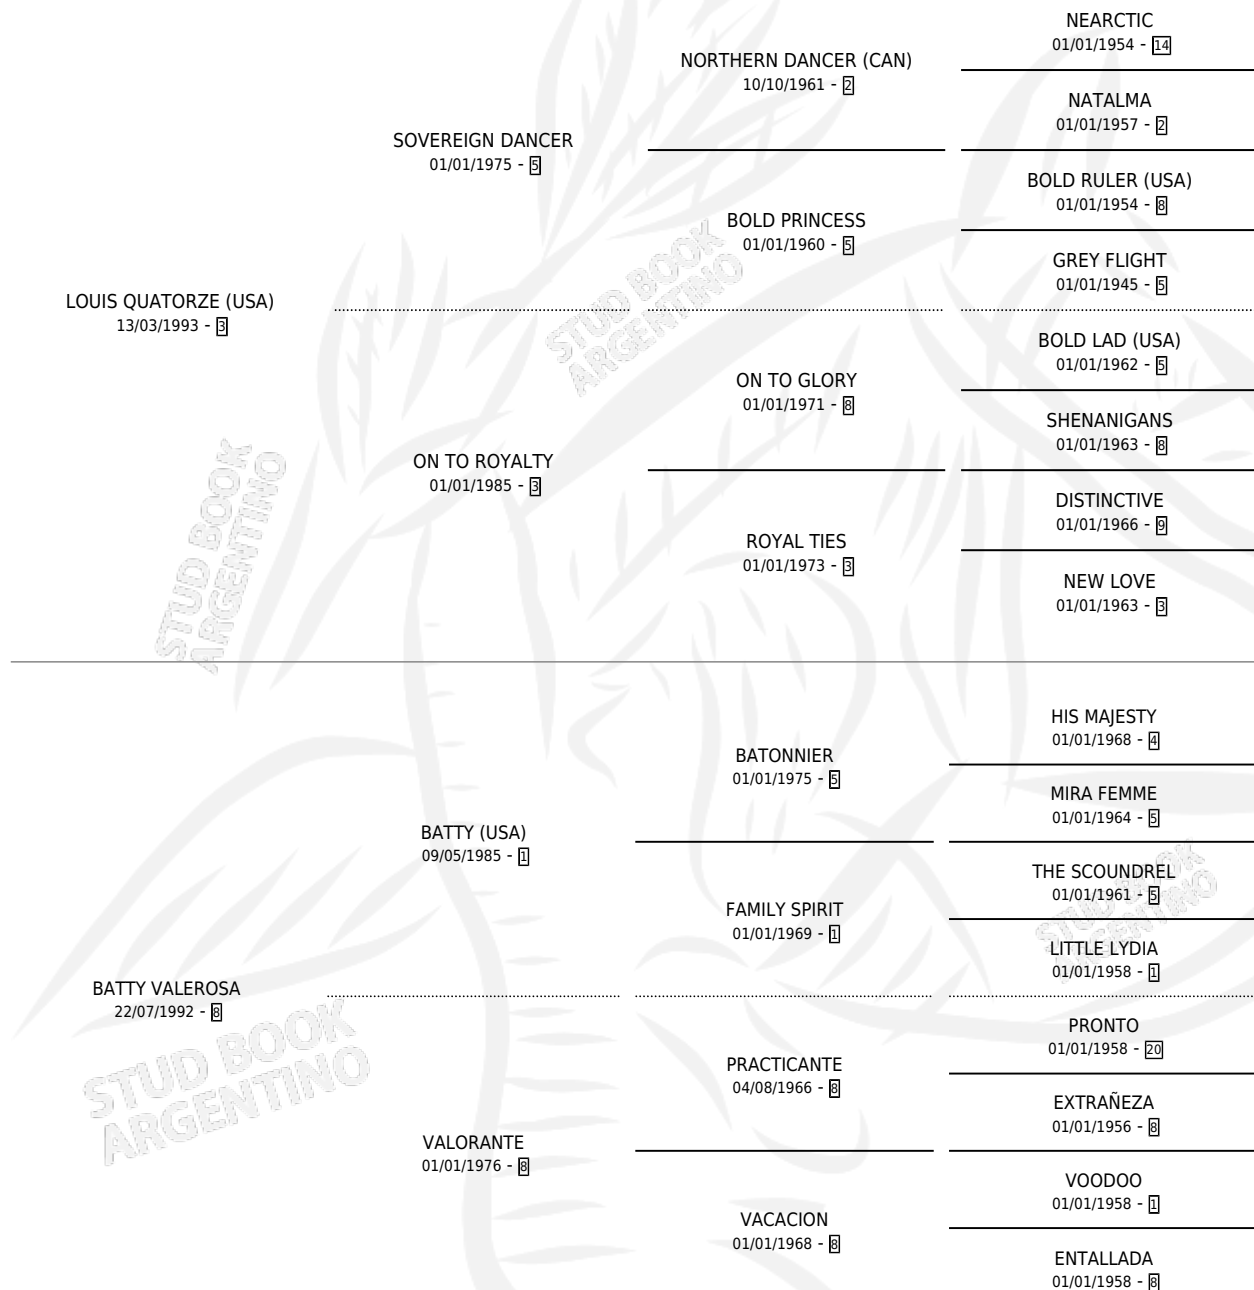 NEARCTIC
01/01/1954 - 14
NORTHERN DANCER (CAN)
10/10/1961 - 2
NATALMA
01/01/1957 - 2
SOVEREIGN DANCER
01/01/1975 - 5
BOLD RULER (USA)
01/01/1954 - 8
BOLD PRINCESS
01/01/1960 - 5
GREY FLIGHT
01/01/1945 - 5
STUD BOOK
ARGENTINO
LOUIS QUATORZE (USA)
13/03/1993 - 3
BOLD LAD (USA)
01/01/1962 - 5
ON TO GLORY
01/01/1971 - 8
SHENANIGANS
01/01/1963 - 8
ON TO ROYALTY
01/01/1985 - 3
DISTINCTIVE
01/01/1966 - 9
ROYAL TIES
01/01/1973 - 3
NEW LOVE
01/01/1963 - 3
STUD BOOK
ARGENTINO
HIS MAJESTY
01/01/1968 - 4
BATONNIER
01/01/1975 - 5
MIRA FEMME
01/01/1964 - 5
BATTY (USA)
09/05/1985 - 1
THE SCOUNDREL
01/01/1961 - 5
FAMILY SPIRIT
01/01/1969 - 1
LITTLE LYDIA
01/01/1958 - 1
STUD BOOK
ARGENTINO
BATTY VALEROSA
22/07/1992 - 8
PRONTO
01/01/1958 - 20
PRACTICANTE
04/08/1966 - 8
EXTRAÑEZA
01/01/1956 - 8
VALORANTE
01/01/1976 - 8
VOODOO
01/01/1958 - 1
VACACION
01/01/1968 - 8
ENTALLADA
01/01/1958 - 8
STUD BOOK
ARGENTINO